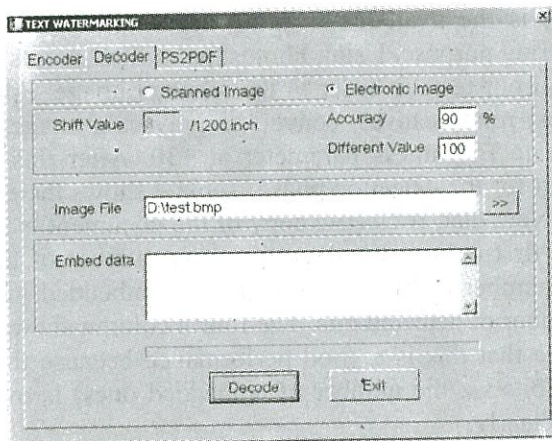 TEXT WATERMARKING
Encoder Decoder PS2PDF
Scanned Image Electronic Image
Shift Value /1200 inch Accuracy 90 %
Different Value 100
Image File D:\test.bmp >>
Embed data
Decode Exit